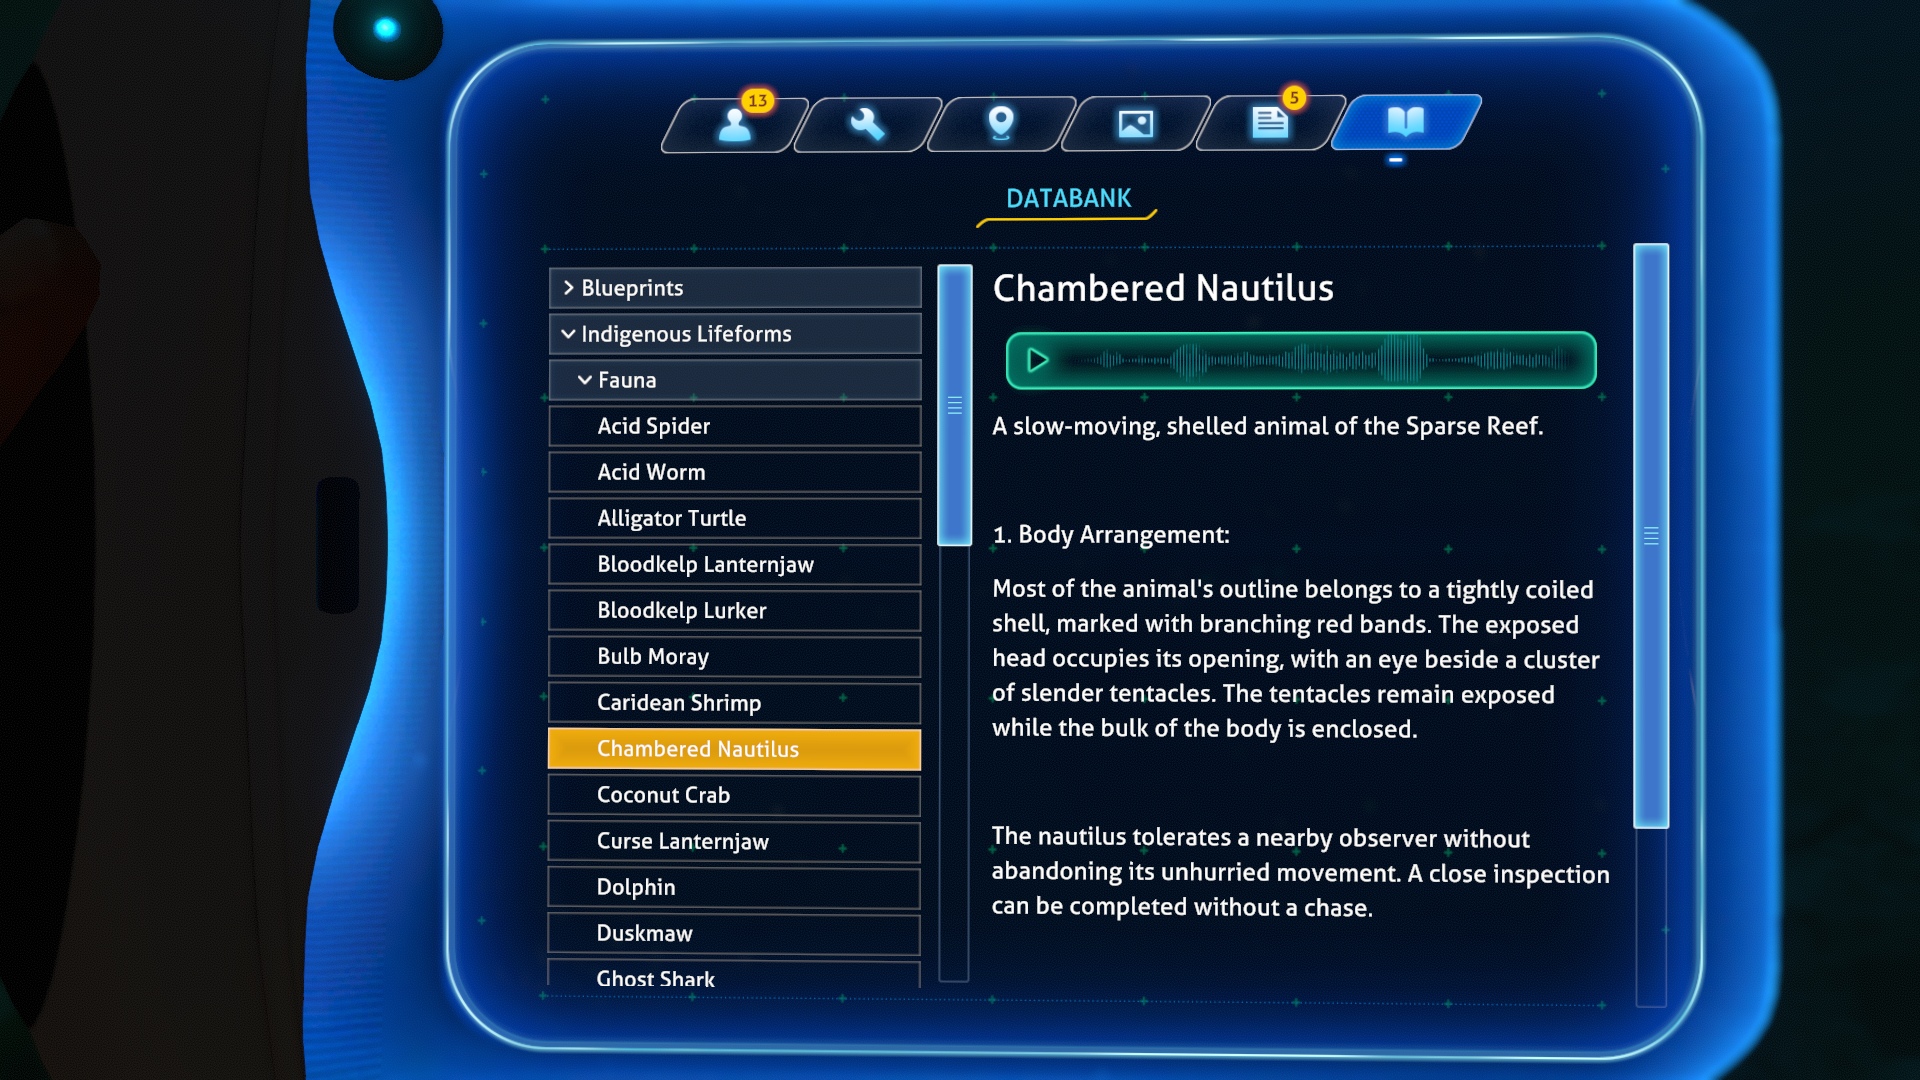 13
5
DATABANK
Blueprints
Indigenous Lifeforms
Fauna
Acid Spider
Acid Worm
Alligator Turtle
Bloodkelp Lanternjaw
Bloodkelp Lurker
Bulb Moray
Caridean Shrimp
Chambered Nautilus
Coconut Crab
Curse Lanternjaw
Dolphin
Duskmaw
Ghost Shark
Chambered Nautilus
A slow-moving, shelled animal of the Sparse Reef.
1. Body Arrangement:
Most of the animal's outline belongs to a tightly coiled
shell, marked with branching red bands. The exposed
head occupies its opening, with an eye beside a cluster
of slender tentacles. The tentacles remain exposed
while the bulk of the body is enclosed.
The nautilus tolerates a nearby observer without
abandoning its unhurried movement. A close inspection
can be completed without a chase.